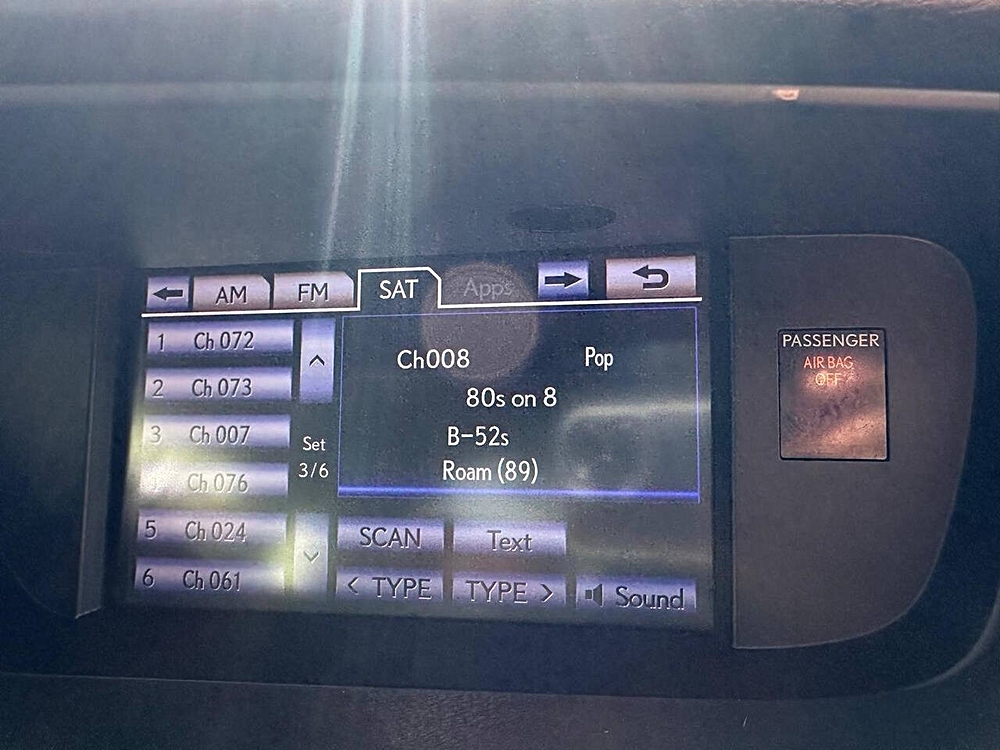 AM FM SAT Apps
1 Ch 072
2 Ch 073
3 Ch 007
Ch 076
5 Ch 024
6 Ch 061
Set
3/6
Ch008 Pop
80s on 8
B-52s
Roam (89)
SCAN Text
< TYPE TYPE > Sound
PASSENGER
AIR BAG
OFF